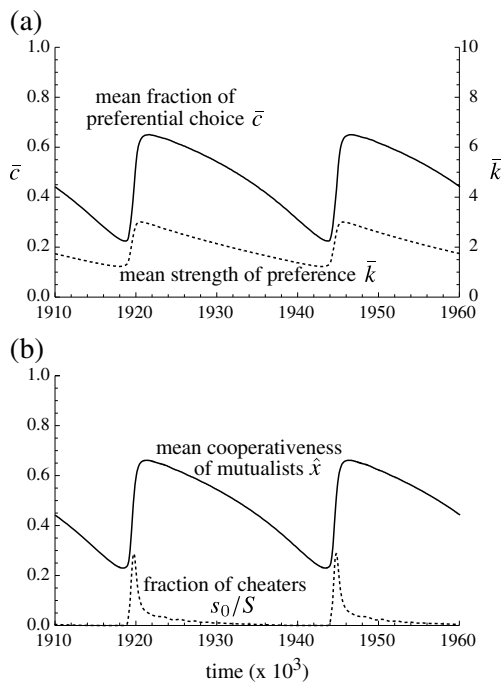 (a)
1.0
0.8
0.6
0.4
0.2
0.0
c̄
10
8
6
4
2
0
k̄
mean fraction of
preferential choice c̄
mean strength of preference k̄
1910 1920 1930 1940 1950 1960
(b)
1.0
0.8
0.6
0.4
0.2
0.0
mean cooperativeness
of mutualists x̂
fraction of cheaters
s₀/S
1910 1920 1930 1940 1950 1960
time (x 10³)